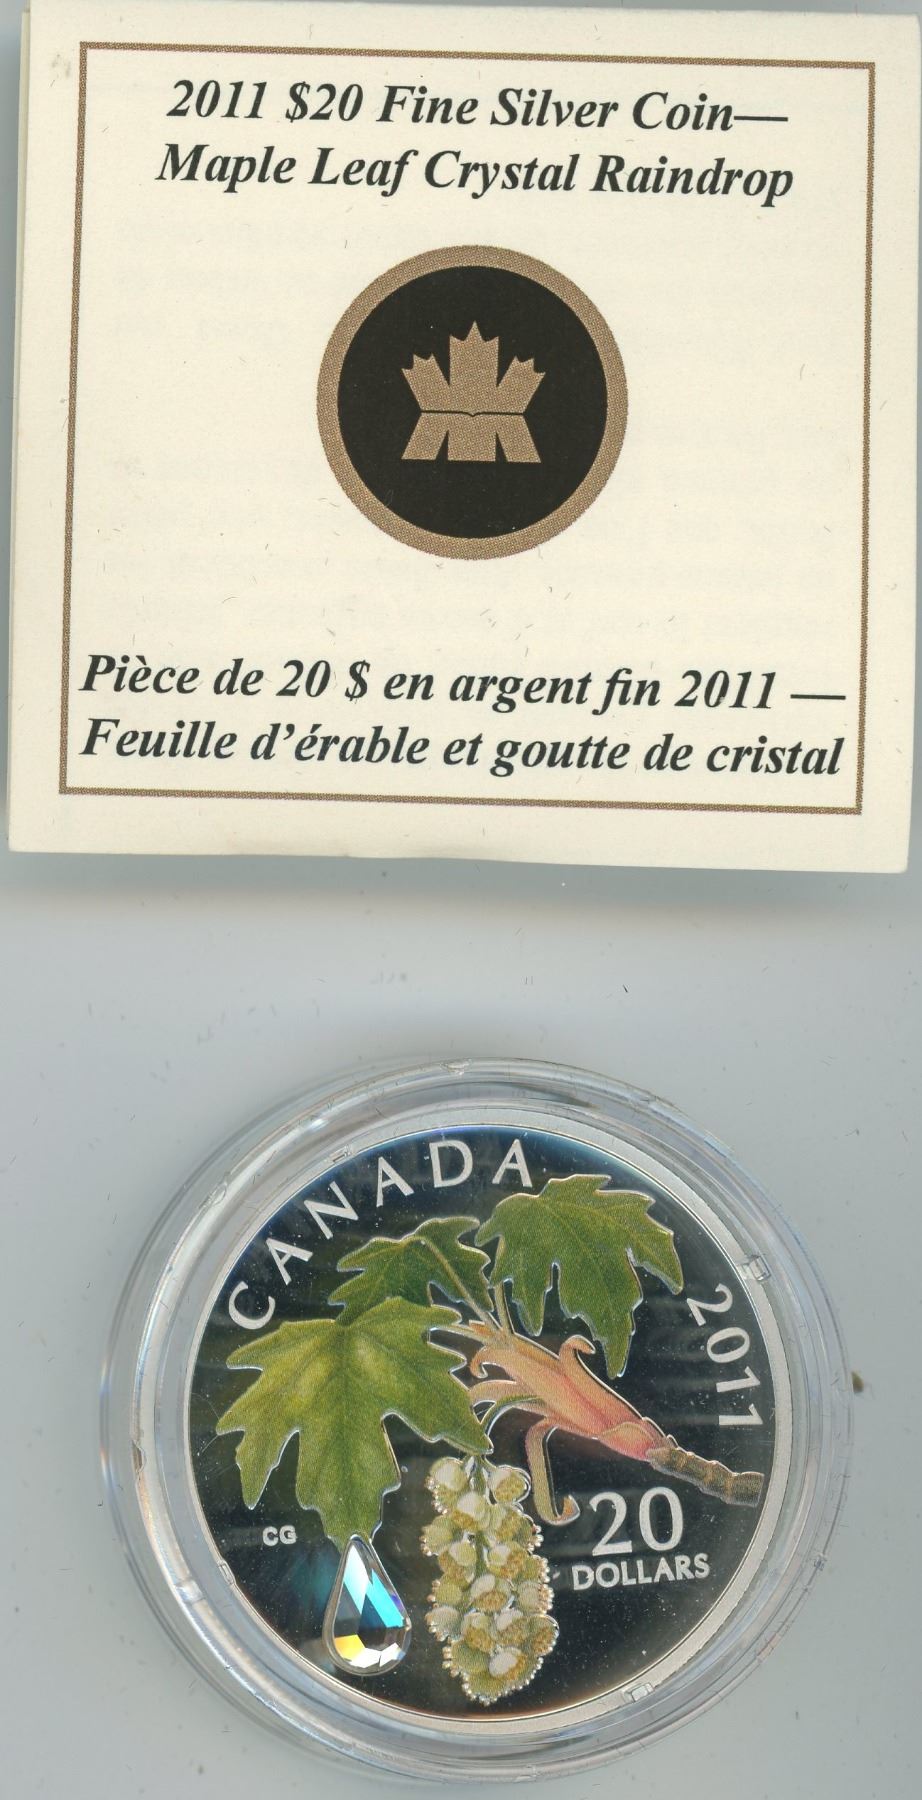 2011 $20 Fine Silver Coin—
Maple Leaf Crystal Raindrop
Pièce de 20 $ en argent fin 2011 —
Feuille d'érable et goutte de cristal
CANADA
2011
CG
20
DOLLARS